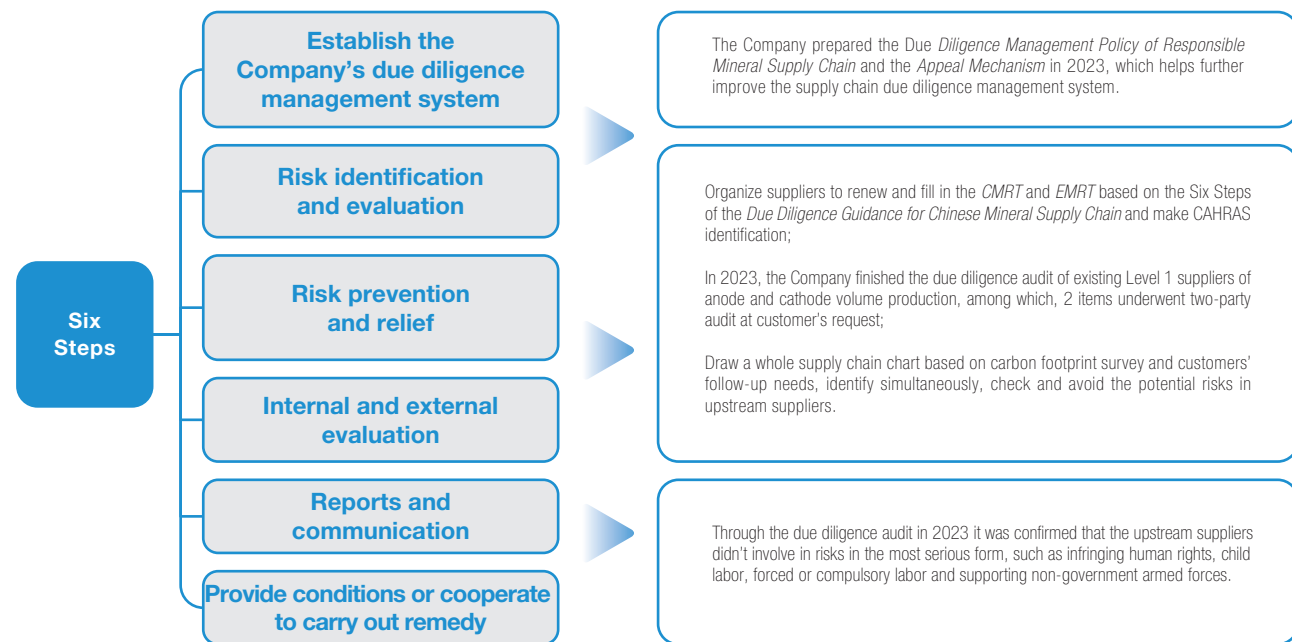 Six
Steps
Establish the
Company's due diligence
management system
Risk identification
and evaluation
Risk prevention
and relief
Internal and external
evaluation
Reports and
communication
Provide conditions or cooperate
to carry out remedy
The Company prepared the Due Diligence Management Policy of Responsible
Mineral Supply Chain and the Appeal Mechanism in 2023, which helps further
improve the supply chain due diligence management system.
Organize suppliers to renew and fill in the CMRT and EMRT based on the Six Steps
of the Due Diligence Guidance for Chinese Mineral Supply Chain and make CAHRAS
identification;
In 2023, the Company finished the due diligence audit of existing Level 1 suppliers of
anode and cathode volume production, among which, 2 items underwent two-party
audit at customer's request;
Draw a whole supply chain chart based on carbon footprint survey and customers'
follow-up needs, identify simultaneously, check and avoid the potential risks in
upstream suppliers.
Through the due diligence audit in 2023 it was confirmed that the upstream suppliers
didn't involve in risks in the most serious form, such as infringing human rights, child
labor, forced or compulsory labor and supporting non-government armed forces.